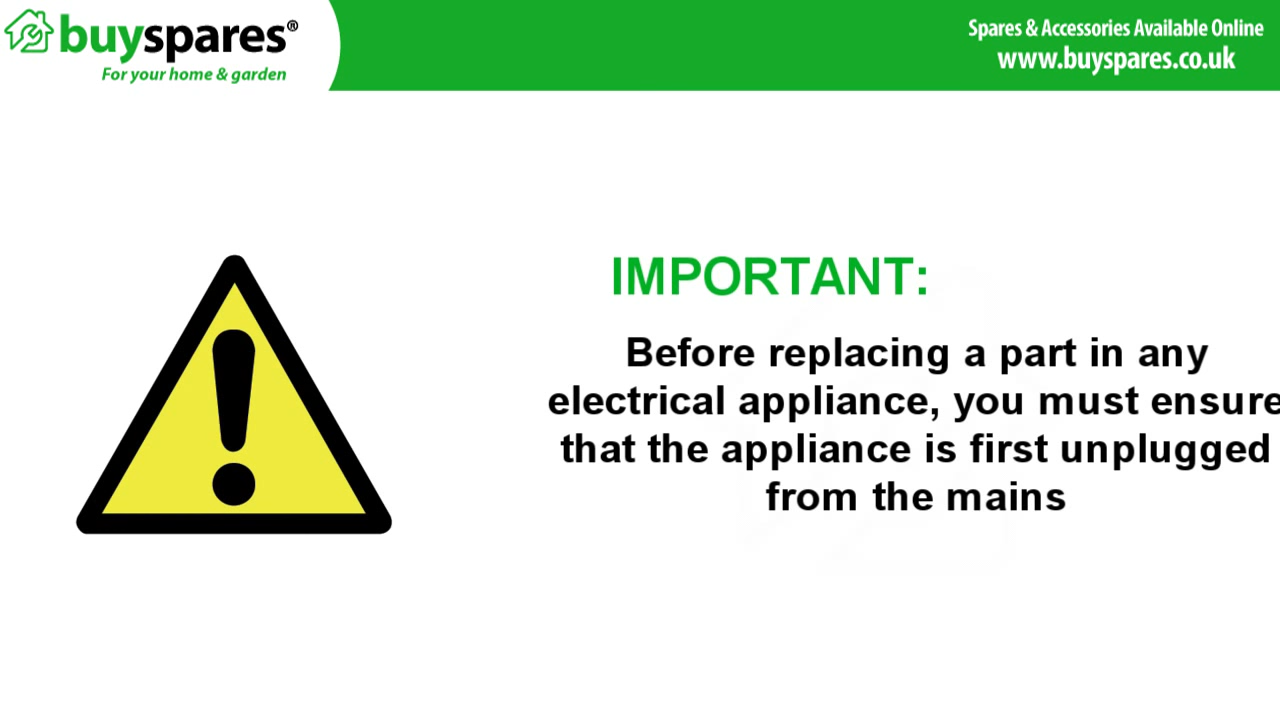 buyspares®
For your home & garden
Spares & Accessories Available Online
www.buyspares.co.uk
IMPORTANT:
Before replacing a part in any
electrical appliance, you must ensure
that the appliance is first unplugged
from the mains